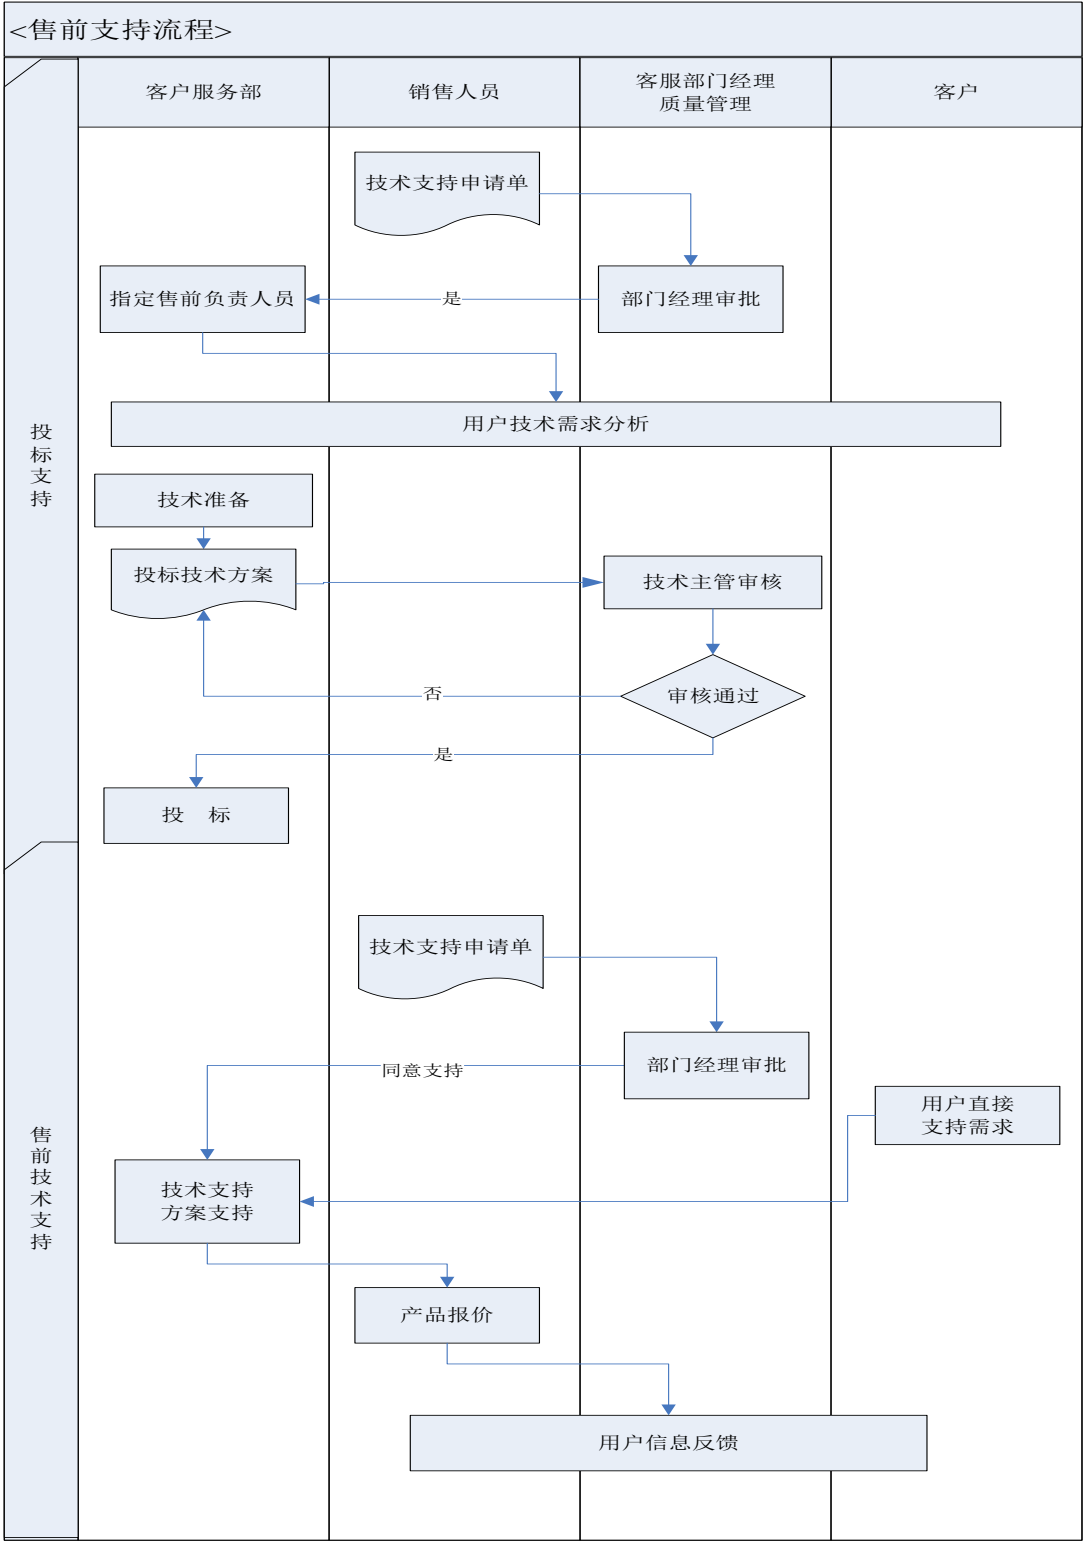 <售前支持流程>
客户服务部
销售人员
客服部门经理
质量管理
客户
投标支持
技术支持申请单
指定售前负责人员
是
部门经理审批
用户技术需求分析
技术准备
投标技术方案
技术主管审核
否
审核通过
是
投 标
售前技术支持
技术支持申请单
同意支持
部门经理审批
用户直接
支持需求
技术支持
方案支持
产品报价
用户信息反馈